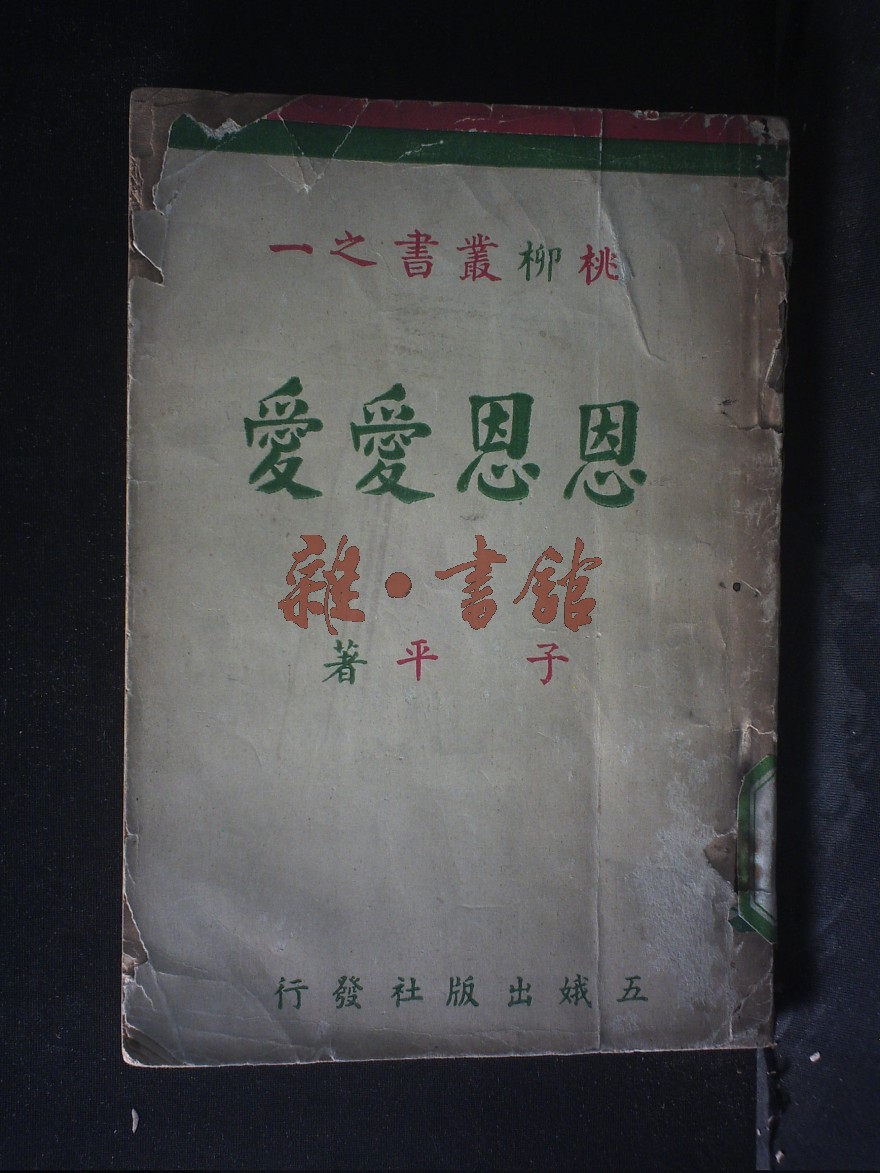 桃柳叢書之一
恩恩愛愛
雜·書館
子平著
五娥出版社發行